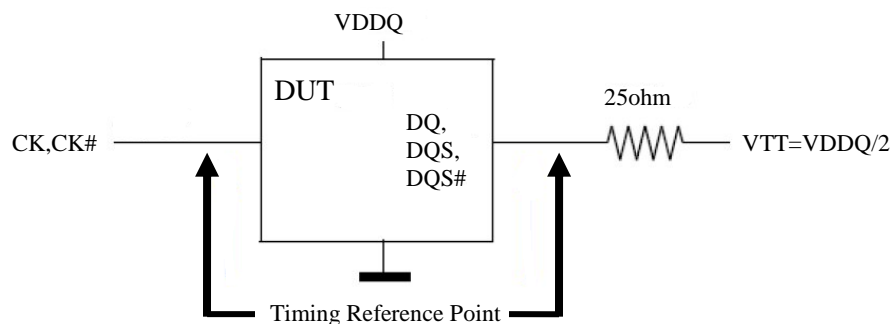 VDDQ
DUT
25ohm
DQ,
CK,CK#
DQS,
VTT=VDDQ/2
DQS#
Timing Reference Point